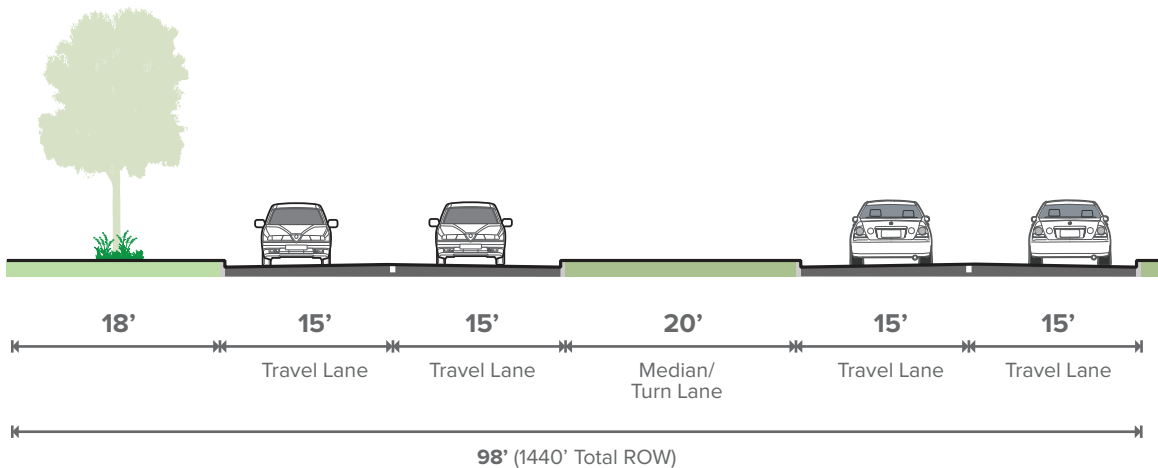 18’ 15’ 15’ 20’ 15’ 15’
Travel Lane Travel Lane Median/ Travel Lane Travel Lane
Turn Lane
98’ (1440’ Total ROW)